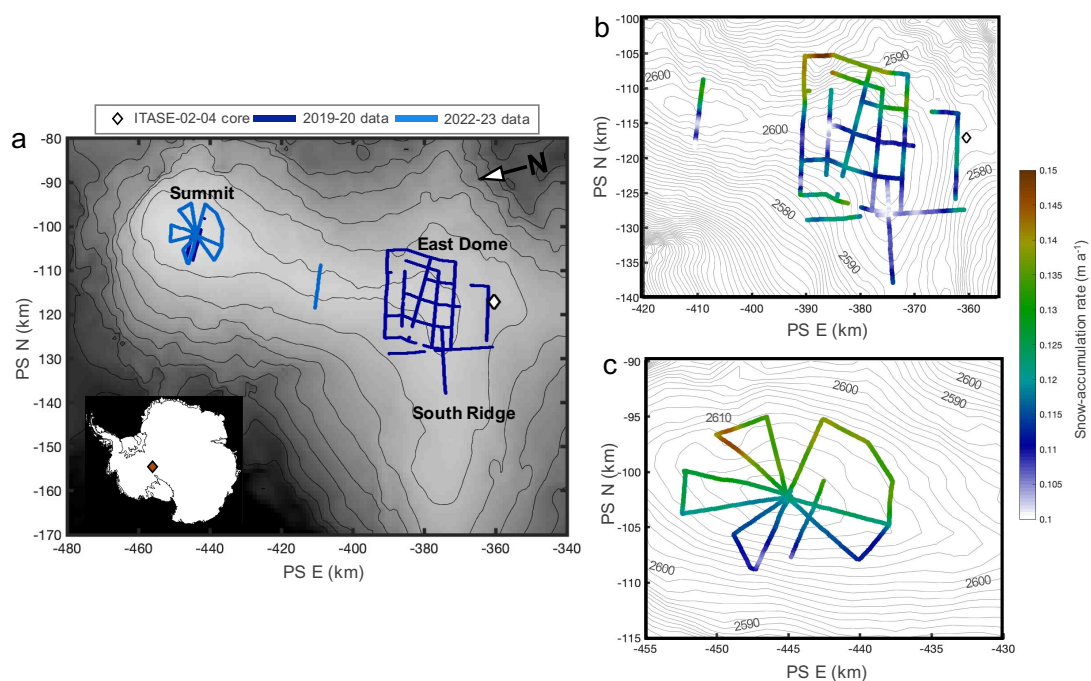 ITASE-02-04 core 2019-20 data 2022-23 data
a
-80
-90
-100
-110
-120
-130
-140
-150
-160
-170
PS N (km)
N
Summit
East Dome
South Ridge
-480 -460 -440 -420 -400 -380 -360 -340
PS E (km)
b
-100
-105
-110
-115
-120
-125
-130
-135
-140
PS N (km)
2590
2600
2600
2580
2580
2590
-420 -410 -400 -390 -380 -370 -360
PS E (km)
c
-90
-95
-100
-105
-110
-115
PS N (km)
2600
2600
2590
2610
2600
2600
2590
-455 -450 -445 -440 -435 -430
PS E (km)
0.15
0.145
0.14
0.135
0.13
0.125
0.12
0.115
0.11
0.105
0.1
Snow-accumulation rate (m a⁻¹)